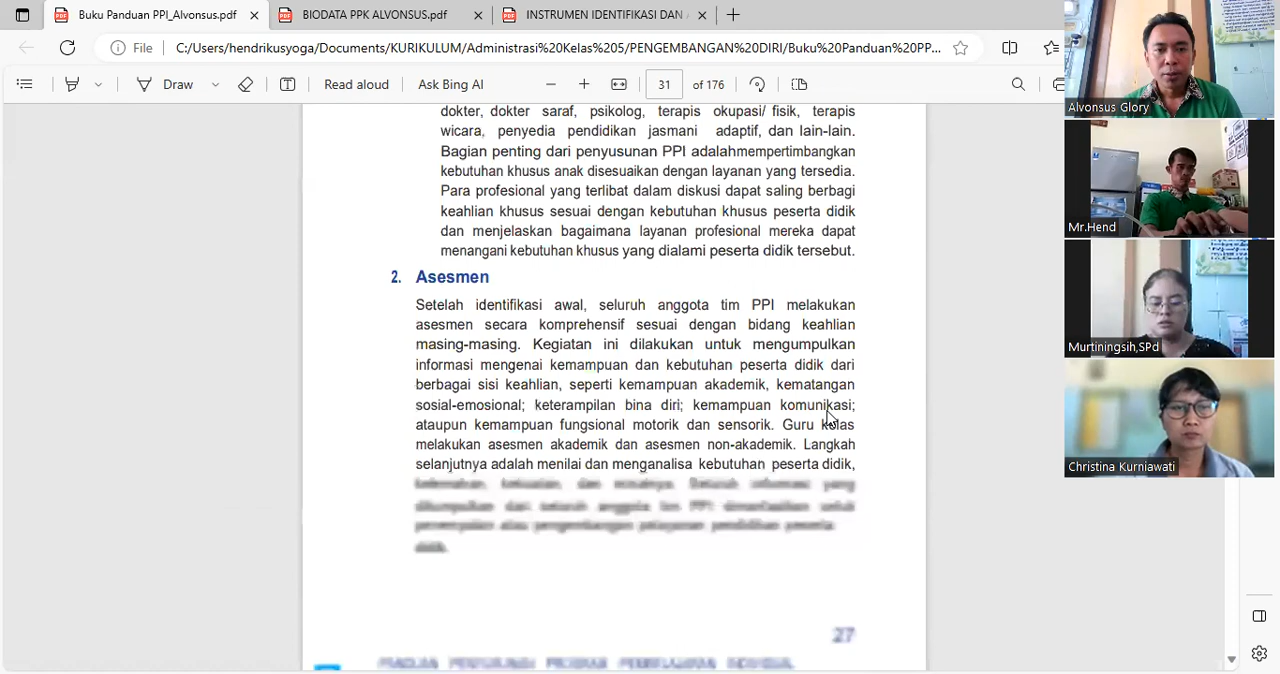 Buku Panduan PPI_Alvonsus.pdf
BIODATA PPK ALVONSUS.pdf
INSTRUMEN IDENTIFIKASI DAN
File
C:/Users/hendrikusyoga/Documents/KURIKULUM/Administrasi%20Kelas%205/PENGEMBANGAN%20DIRI/Buku%20Panduan%20PP...
Draw
Read aloud
Ask Bing AI
31
of 176
dokter, dokter saraf, psikolog, terapis okupasi/ fisik, terapis
wicara, penyedia pendidikan jasmani adaptif, dan lain-lain.
Bagian penting dari penyusunan PPI adalahmempertimbangkan
kebutuhan khusus anak disesuaikan dengan layanan yang tersedia.
Para profesional yang terlibat dalam diskusi dapat saling berbagi
keahlian khusus sesuai dengan kebutuhan khusus peserta didik
dan menjelaskan bagaimana layanan profesional mereka dapat
menangani kebutuhan khusus yang dialami peserta didik tersebut.
2. Asesmen
Setelah identifikasi awal, seluruh anggota tim PPI melakukan
asesmen secara komprehensif sesuai dengan bidang keahlian
masing-masing. Kegiatan ini dilakukan untuk mengumpulkan
informasi mengenai kemampuan dan kebutuhan peserta didik dari
berbagai sisi keahlian, seperti kemampuan akademik, kematangan
sosial-emosional; keterampilan bina diri; kemampuan komunikasi;
ataupun kemampuan fungsional motorik dan sensorik. Guru kelas
melakukan asesmen akademik dan asesmen non-akademik. Langkah
selanjutnya adalah menilai dan menganalisa kebutuhan peserta didik,
27
Alvonsus Glory
Mr.Hend
Murtiningsih,SPd
Christina Kurniawati